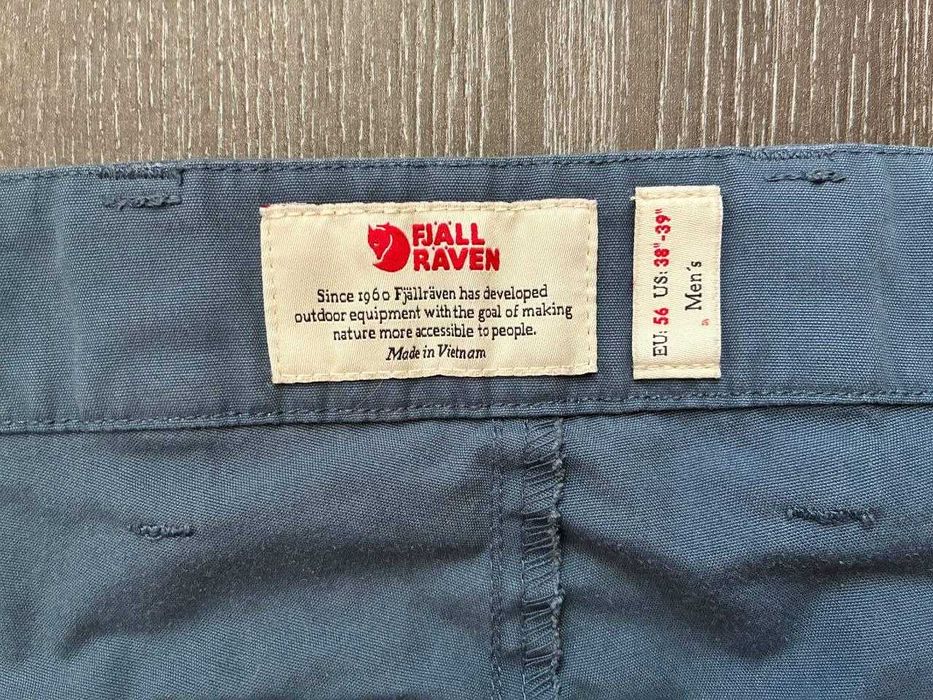 FJÄLL
RÄVEN
Since 1960 Fjällräven has developed
outdoor equipment with the goal of making
nature more accessible to people.
Made in Vietnam
EU: 56 US: 38"-39"
Men´s